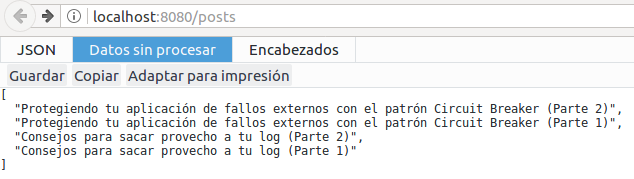 localhost:8080/posts
JSON Datos sin procesar Encabezados
Guardar Copiar Adaptar para impresión
[
"Protegiendo tu aplicación de fallos externos con el patrón Circuit Breaker (Parte 2)",
"Protegiendo tu aplicación de fallos externos con el patrón Circuit Breaker (Parte 1)",
"Consejos para sacar provecho a tu log (Parte 2)",
"Consejos para sacar provecho a tu log (Parte 1)"
]